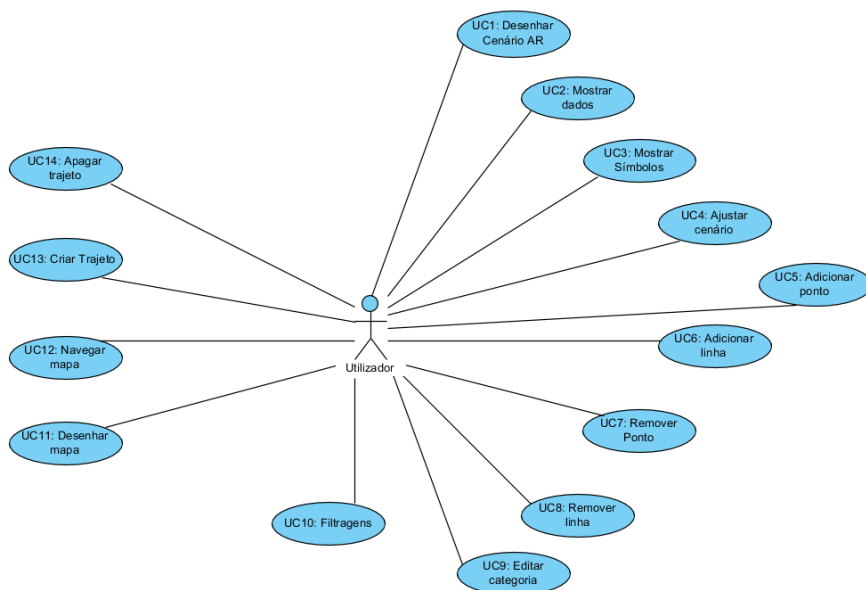 UC1: Desenhar
Cenário AR
UC2: Mostrar
dados
UC3: Mostrar
Símbolos
UC4: Ajustar
cenário
UC5: Adicionar
ponto
UC6: Adicionar
linha
UC7: Remover
Ponto
UC8: Remover
linha
UC9: Editar
categoria
UC10: Filtragens
UC11: Desenhar
mapa
UC12: Navegar
mapa
UC13: Criar Trajeto
UC14: Apagar
trajeto
Utilizador